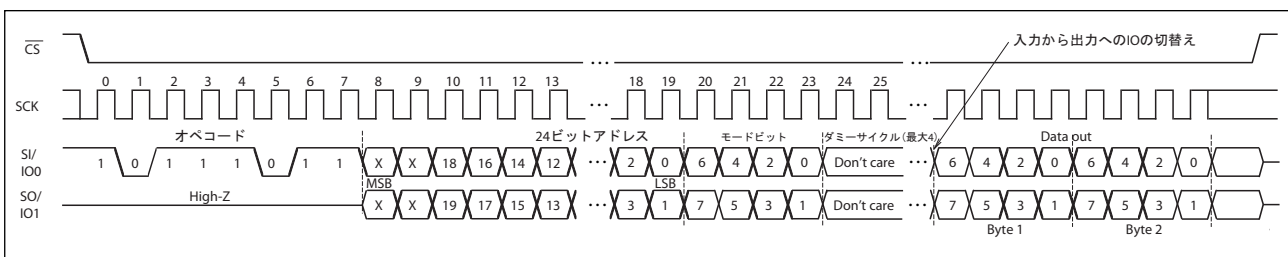 入力から出力へのIOの切替え
CS
...
...
0 1 2 3 4 5 6 7 8 9 10 11 12 13 18 19 20 21 22 23 24 25
SCK
...
...
オペコード 24ビットアドレス モードビット ダミーサイクル(最大4) Data out
SI/
IO0
1 0 1 1 1 0 1 1 X X 18 16 14 12 ... 2 0 6 4 2 0 Don't care ... 6 4 2 0 6 4 2 0
MSB LSB
SO/
IO1
High-Z X X 19 17 15 13 ... 3 1 7 5 3 1 Don't care ... 7 5 3 1 7 5 3 1
Byte 1 Byte 2